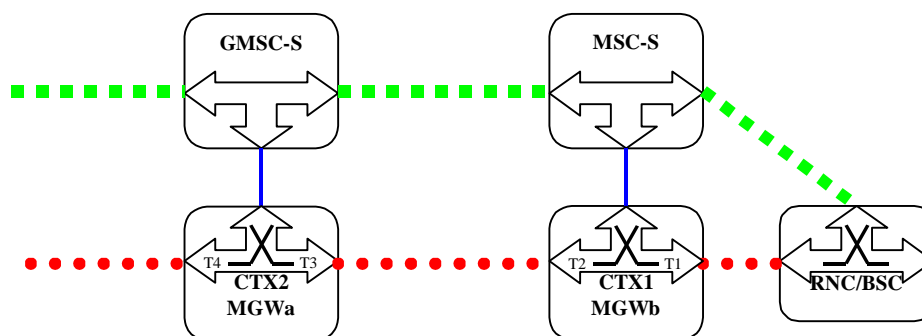 GMSC-S
MSC-S
T4
T3
CTX2
MGWa
T2
T1
CTX1
MGWb
RNC/BSC